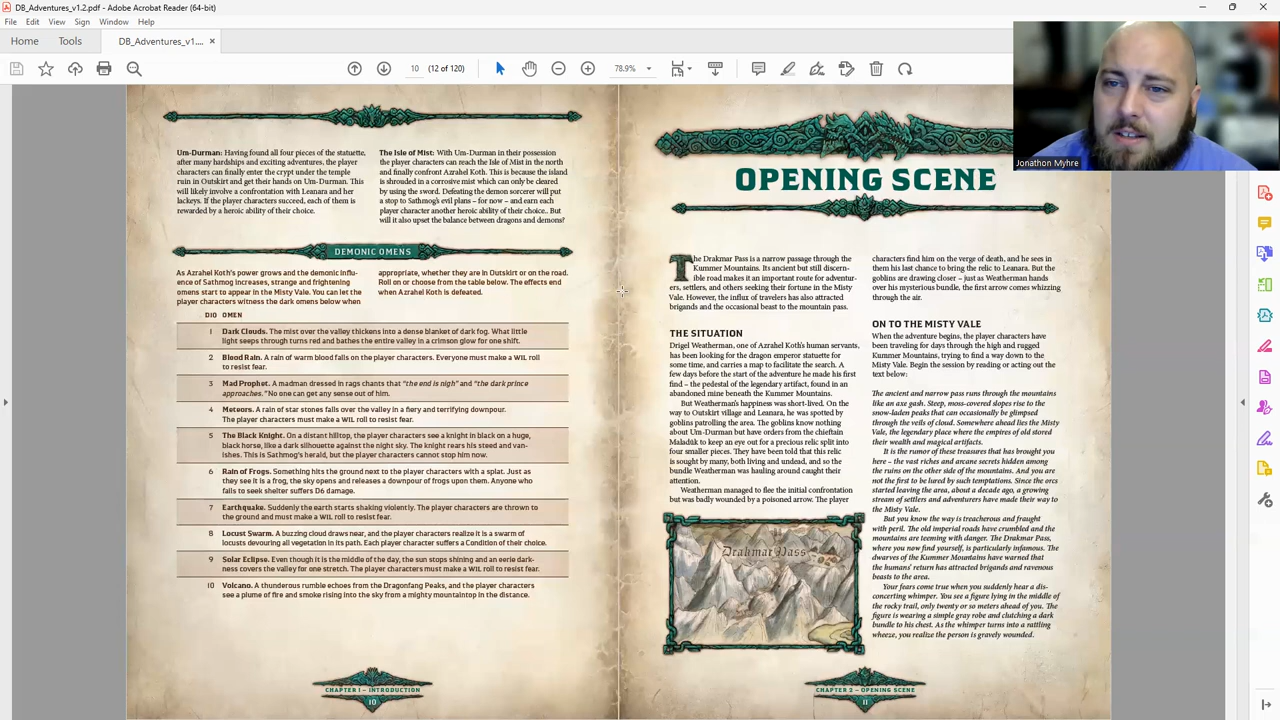 DB_Adventures_v1.2.pdf - Adobe Acrobat Reader (64-bit)
File Edit View Sign Window Help
Home Tools DB_Adventures_v1.... ×
10 (12 of 120) 78.9%
Jonathon Myhre
Um-Durman: Having found all four pieces of the statuette,
after many hardships and exciting adventures, the player
characters can finally enter the crypt under the temple
ruin in Outskirt and get their hands on Um-Durman. This
will likely involve a confrontation with Leanara and her
lackeys. If the player characters succeed, each of them is
rewarded by a heroic ability of their choice.
The Isle of Mist: With Um-Durman in their possession
the player characters can reach the Isle of Mist in the north
and finally confront Azrahel Koth. This is because the island
is shrouded in a corrosive mist which can only be cleared
by using the sword. Defeating the demon sorcerer will put
a stop to Sathmog's evil plans – for now – and earn each
player character another heroic ability of their choice.. But
will it also upset the balance between dragons and demons?
DEMONIC OMENS
As Azrahel Koth's power grows and the demonic influ-
ence of Sathmog increases, strange and frightening
omens start to appear in the Misty Vale. You can let the
player characters witness the dark omens below when
appropriate, whether they are in Outskirt or on the road.
Roll on or choose from the table below. The effects end
when Azrahel Koth is defeated.
D10 OMEN
1 Dark Clouds. The mist over the valley thickens into a dense blanket of dark fog. What little
light seeps through turns red and bathes the entire valley in a crimson glow for one shift.
2 Blood Rain. A rain of warm blood falls on the player characters. Everyone must make a WIL roll
to resist fear.
3 Mad Prophet. A madman dressed in rags chants that "the end is nigh" and "the dark prince
approaches." No one can get any sense out of him.
4 Meteors. A rain of star stones falls over the valley in a fiery and terrifying downpour.
The player characters must make a WIL roll to resist fear.
5 The Black Knight. On a distant hilltop, the player characters see a knight in black on a huge,
black horse, like a dark silhouette against the night sky. The knight rears his steed and van-
ishes. This is Sathmog's herald, but the player characters cannot stop him now.
6 Rain of Frogs. Something hits the ground next to the player characters with a splat. Just as
they see it is a frog, the sky opens and releases a downpour of frogs upon them. Anyone who
fails to seek shelter suffers D6 damage.
7 Earthquake. Suddenly the earth starts shaking violently. The player characters are thrown to
the ground and must make a WIL roll to resist fear.
8 Locust Swarm. A buzzing cloud draws near, and the player characters realize it is a swarm of
locusts devouring all vegetation in its path. Each player character suffers a Condition of their choice.
9 Solar Eclipse. Even though it is the middle of the day, the sun stops shining and an eerie dark-
ness covers the valley for one stretch. The player characters must make a WIL roll to resist fear.
10 Volcano. A thunderous rumble echoes from the Dragonfang Peaks, and the player characters
see a plume of fire and smoke rising into the sky from a mighty mountaintop in the distance.
CHAPTER 1 – INTRODUCTION
10
OPENING SCENE
The Drakmar Pass is a narrow passage through the
Kummer Mountains. Its ancient but still discern-
ible road makes it an important route for adventur-
ers, settlers, and others seeking their fortune in the Misty
Vale. However, the influx of travelers has also attracted
brigands and the occasional beast to the mountain pass.
THE SITUATION
Drigel Weatherman, one of Azrahel Koth's human servants,
has been looking for the dragon emperor statuette for
some time, and carries a map to facilitate the search. A
few days before the start of the adventure he made his first
find – the pedestal of the legendary artifact, found in an
abandoned mine beneath the Kummer Mountains.
But Weatherman's happiness was short-lived. On the
way to Outskirt village and Leanara, he was spotted by
goblins patrolling the area. The goblins know nothing
about Um-Durman but have orders from the chieftain
Maladûk to keep an eye out for a precious relic split into
four smaller pieces. They have been told that this relic
is sought by many, both living and undead, and so the
bundle Weatherman was hauling around caught their
attention.
Weatherman managed to flee the initial confrontation
but was badly wounded by a poisoned arrow. The player
Drakmar Pass
characters find him on the verge of death, and he sees in
them his last chance to bring the relic to Leanara. But the
goblins are drawing closer – just as Weatherman hands
over his mysterious bundle, the first arrow comes whizzing
through the air.
ON TO THE MISTY VALE
When the adventure begins, the player characters have
been traveling for days through the high and rugged
Kummer Mountains, trying to find a way down to the
Misty Vale. Begin the session by reading or acting out the
text below:
The ancient and narrow pass runs through the mountains
like an axe gash. Steep, moss-covered slopes rise to the
snow-laden peaks that can occasionally be glimpsed
through the veils of cloud. Somewhere ahead lies the Misty
Vale, the legendary place where the empires of old stored
their wealth and magical artifacts.
It is the rumor of these treasures that has brought you
here – the vast riches and arcane secrets hidden among
the ruins on the other side of the mountains. And you are
not the first to be lured by such temptations. Since the orcs
started leaving the area, about a decade ago, a growing
stream of settlers and adventurers have made their way to
the Misty Vale.
But you know the way is treacherous and fraught
with peril. The old imperial roads have crumbled and the
mountains are teeming with danger. The Drakmar Pass,
where you now find yourself, is particularly infamous. The
dwarves of the Kummer Mountains have warned that
the humans' return has attracted brigands and ravenous
beasts to the area.
Your fears come true when you suddenly hear a dis-
concerting whimper. You see a figure lying in the middle of
the rocky trail, only twenty or so meters ahead of you. The
figure is wearing a simple gray robe and clutching a dark
bundle to his chest. As the whimper turns into a rattling
wheeze, you realize the person is gravely wounded.
CHAPTER 2 – OPENING SCENE
11